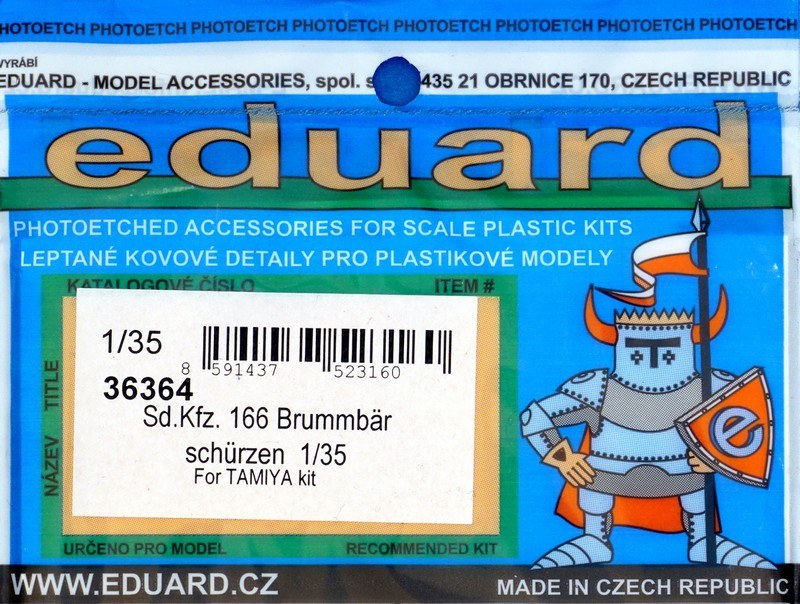 PHOTOETCH PHOTOETCH PHOTOETCH PHOTOETCH PHOTOETCH PHOTOETCH PHOTOETCH PHOTOETCH
VYRÁBÍ
EDUARD - MODEL ACCESSORIES, spol. 435 21 OBRNICE 170, CZECH REPUBLIC
eduard
PHOTOETCHED ACCESSORIES FOR SCALE PLASTIC KITS
LEPTANÉ KOVOVÉ DETAILY PRO PLASTIKOVÉ MODELY
KATALOGOVÉ ČÍSLO ITEM #
NÁZEV TITLE
1/35
8 591437 523160
36364
Sd.Kfz. 166 Brummbär
schürzen 1/35
For TAMIYA kit
e
URČENO PRO MODEL RECOMMENDED KIT
WWW.EDUARD.CZ MADE IN CZECH REPUBLIC